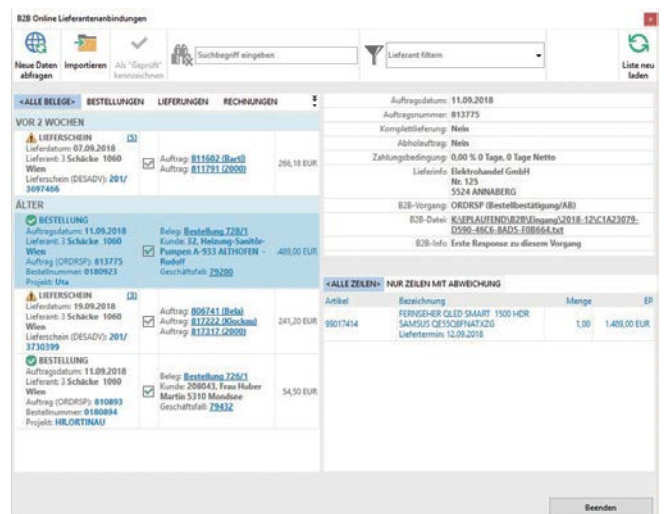 B2B Online Lieferantenanbindungen
Neue Daten abfragen
Importieren
Als "Geprüft" kennzeichnen
Suchbegriff eingeben
Lieferant filtern
Liste neu laden
<ALLE BELEGE> BESTELLUNGEN LIEFERUNGEN RECHNUNGEN
VOR 2 WOCHEN
LIEFERSCHEIN (5)
Lieferdatum: 07.09.2018
Lieferant: 3 Schäcke 1060
Wien
Lieferschein (DESADV): 201/
3697466
Auftrag: 811602 (Bartl)
Auftrag: 811791 (2000)
266,18 EUR
ÄLTER
BESTELLUNG
Auftragsdatum: 11.09.2018
Lieferant: 3 Schäcke 1060
Wien
Auftrag (ORDRSP): 813775
Bestellnummer: 0180923
Projekt: Uta
Beleg: Bestellung 728/1
Kunde: 32, Heizung-Sanitär-
Pumpen A-933 ALTHOFEN -
Rudolf
Geschäftsfall: 79200
.489,00 EUR
LIEFERSCHEIN (3)
Lieferdatum: 19.09.2018
Lieferant: 3 Schäcke 1060
Wien
Lieferschein (DESADV): 201/
3730399
Auftrag: 806741 (Bela)
Auftrag: 817222 (Klockau)
Auftrag: 817317 (2000)
241,20 EUR
BESTELLUNG
Auftragsdatum: 11.09.2018
Lieferant: 3 Schäcke 1060
Wien
Auftrag (ORDRSP): 810893
Bestellnummer: 0180894
Projekt: HR.ORTINAU
Beleg: Bestellung 726/1
Kunde: 208043, Frau Huber
Martin 5310 Mondsee
Geschäftsfall: 79432
54,50 EUR
Auftragsdatum: 11.09.2018
Auftragsnummer: 813775
Komplettlieferung: Nein
Abholauftrag: Nein
Zahlungsbedingung: 0,00 % 0 Tage, 0 Tage Netto
Lieferinfo Elektrohandel GmbH
Nr. 125
5524 ANNABERG
B2B-Vorgang: ORDRSP (Bestellbestätigung/AB)
B2B-Datei: K:\EPLAUFEND\B2B\Eingang\2018-12\C1A23079-
D590-46C6-8AD5-F0B664.txt
B2B-Info Erste Response zu diesem Vorgang
<ALLE ZEILEN> NUR ZEILEN MIT ABWEICHUNG
Artikel Bezeichnung Menge EP
99017414
FERNSEHER QLED SMART 1500 HDR
SAMSUS QE55Q8FNATXZG
Liefertermin: 12.09.2018
1,00 1.489,00 EUR
Beenden